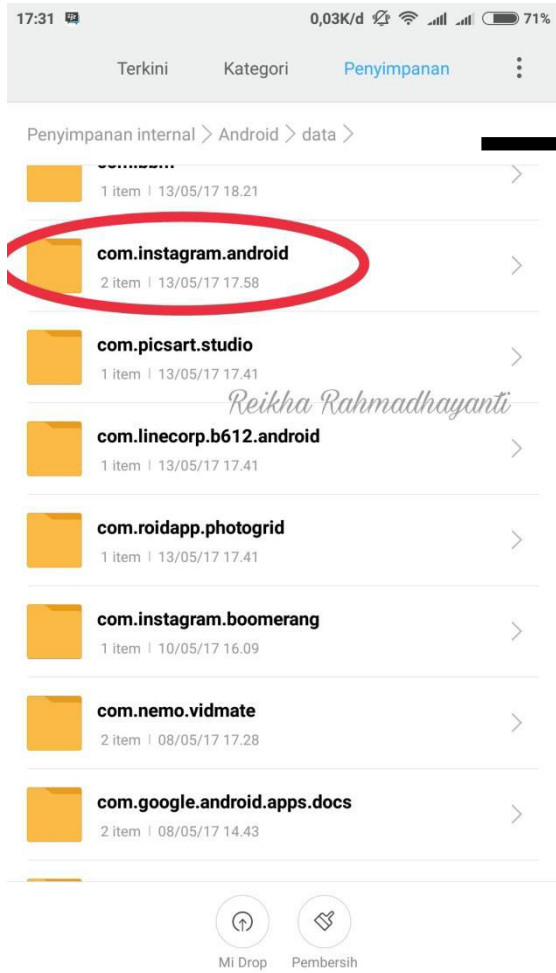 17:31 0,03K/d 71%
Terkini Kategori Penyimpanan
Penyimpanan internal > Android > data >
com.bbm
1 item | 13/05/17 18.21
com.instagram.android
2 item | 13/05/17 17.58
com.picsart.studio
1 item | 13/05/17 17.41
Reikha Rahmadhayanti
com.linecorp.b612.android
1 item | 13/05/17 17.41
com.roidapp.photogrid
1 item | 13/05/17 17.41
com.instagram.boomerang
1 item | 10/05/17 16.09
com.nemo.vidmate
2 item | 08/05/17 17.28
com.google.android.apps.docs
2 item | 08/05/17 14.43
Mi Drop Pembersih